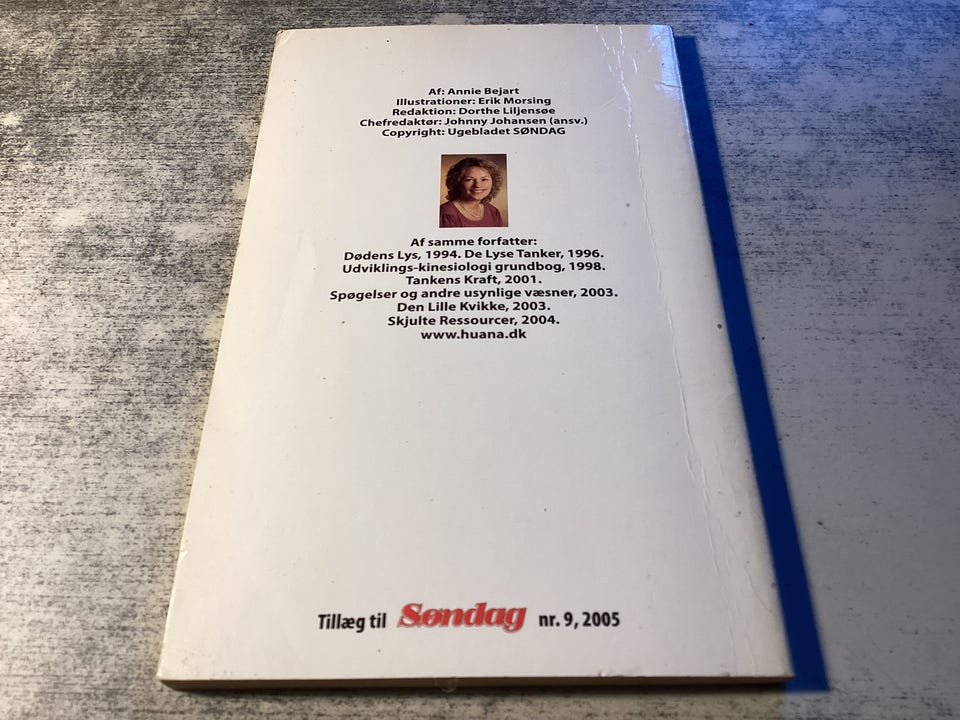 Af: Annie Bejart
Illustrationer: Erik Morsing
Redaktion: Dorthe Liljensøe
Chefredaktør: Johnny Johansen (ansv.)
Copyright: Ugebladet SØNDAG
Af samme forfatter:
Dødens Lys, 1994. De Lyse Tanker, 1996.
Udviklings-kinesiologi grundbog, 1998.
Tankens Kraft, 2001.
Spøgelser og andre usynlige væsner, 2003.
Den Lille Kvikke, 2003.
Skjulte Ressourcer, 2004.
www.huana.dk
Tillæg til Søndag nr. 9, 2005